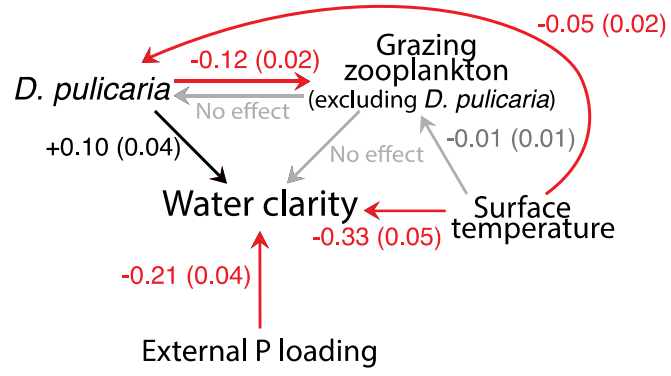 -0.05 (0.02)
-0.12 (0.02)
Grazing
zooplankton
(excluding D. pulicaria)
D. pulicaria
No effect
+0.10 (0.04)
No effect
-0.01 (0.01)
Water clarity
Surface
temperature
-0.33 (0.05)
-0.21 (0.04)
External P loading